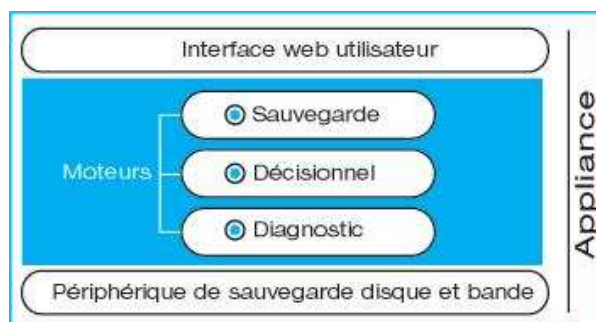 Interface web utilisateur
Sauvegarde
Moteurs
Décisionnel
Diagnostic
Périphérique de sauvegarde disque et bande
Appliance